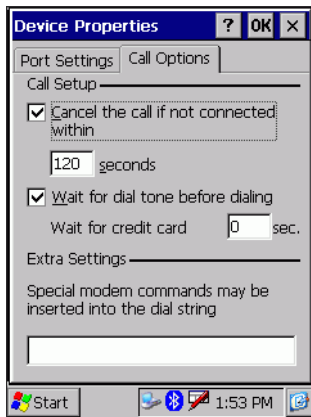 Device Properties ? OK ×
Port Settings Call Options
Call Setup
Cancel the call if not connected
within
120 seconds
Wait for dial tone before dialing
Wait for credit card 0 sec.
Extra Settings
Special modem commands may be
inserted into the dial string
Start 1:53 PM